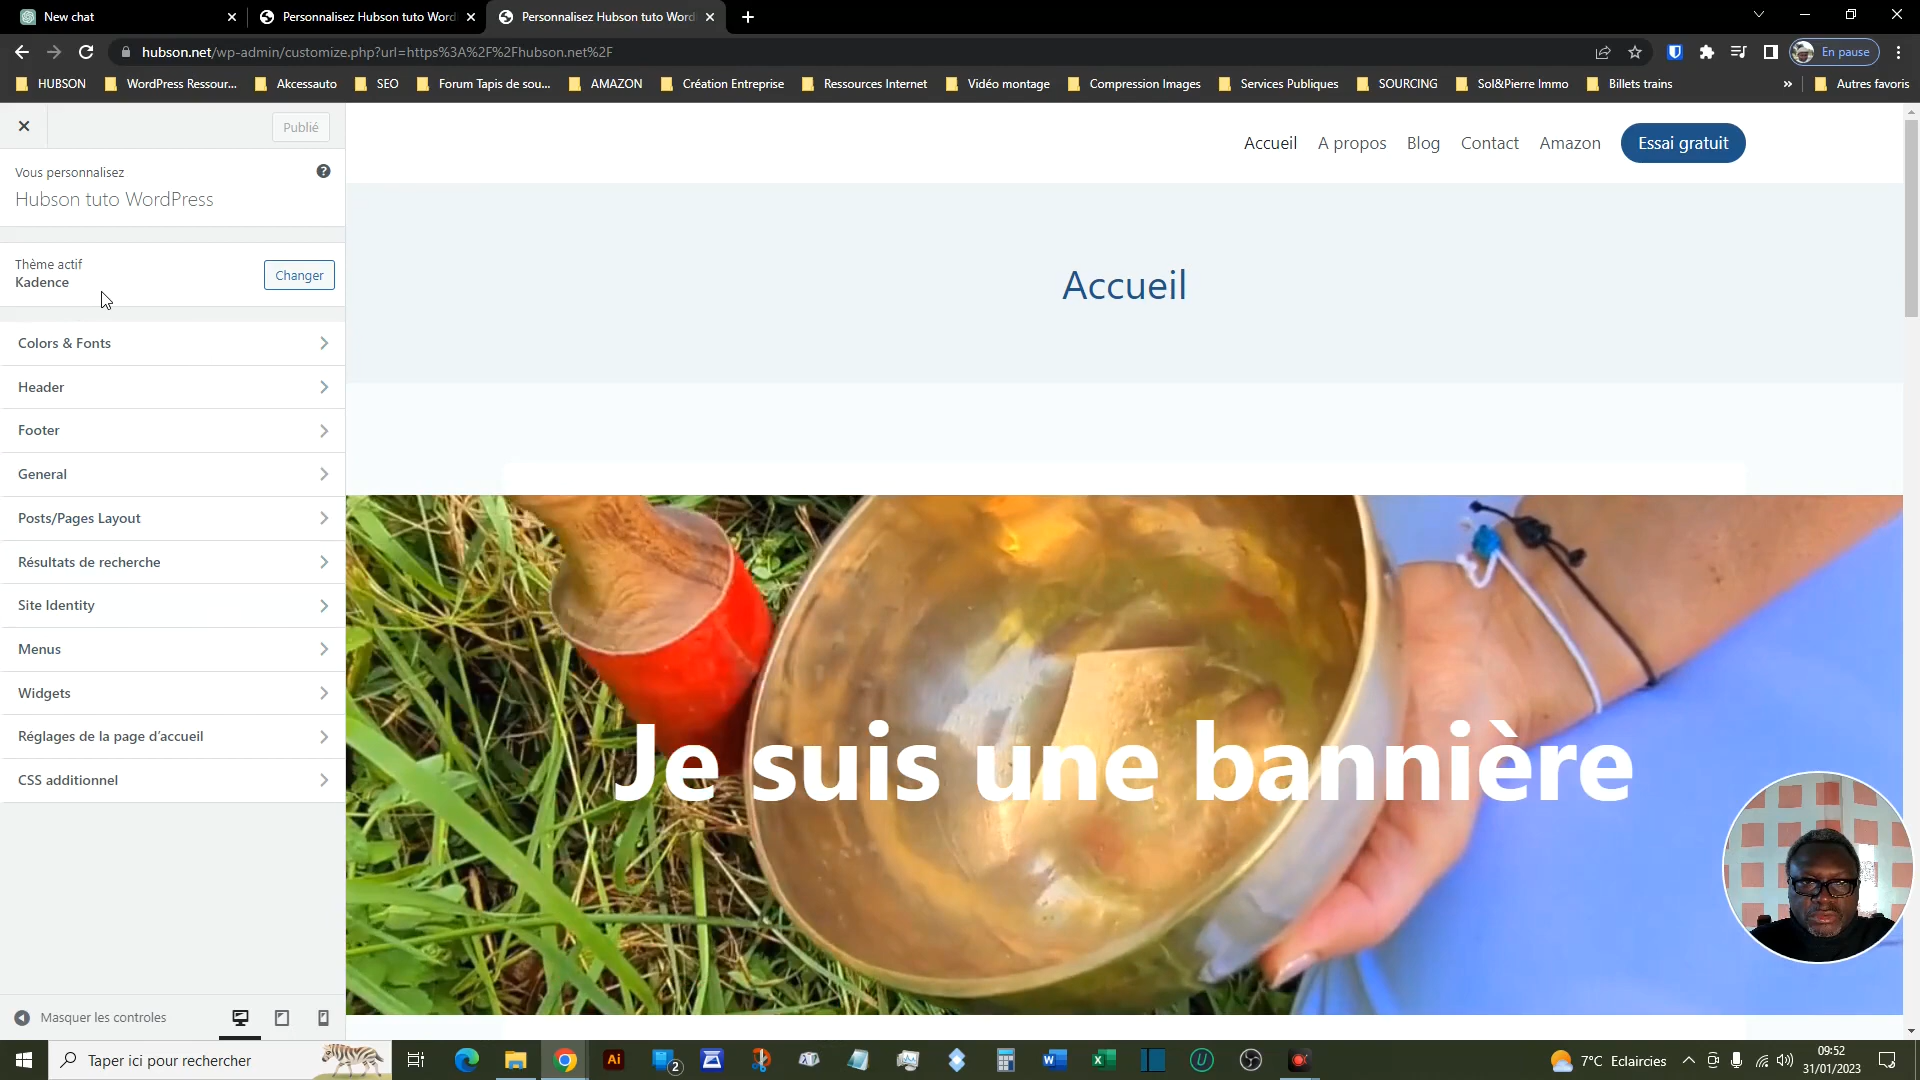 New chat
Personnalisez Hubson tuto Word
Personnalisez Hubson tuto Word
hubson.net/wp-admin/customize.php?url=https%3A%2F%2Fhubson.net%2F
En pause
HUBSON
WordPress Ressour...
Akcessauto
SEO
Forum Tapis de sou...
AMAZON
Création Entreprise
Ressources Internet
Vidéo montage
Compression Images
Services Publiques
SOURCING
Sol&Pierre Immo
Billets trains
»
Autres favoris
Publié
Vous personnalisez
Hubson tuto WordPress
Thème actif
Kadence
Changer
Colors & Fonts
Header
Footer
General
Posts/Pages Layout
Résultats de recherche
Site Identity
Menus
Widgets
Réglages de la page d’accueil
CSS additionnel
Masquer les controles
Accueil
A propos
Blog
Contact
Amazon
Essai gratuit
Accueil
Je suis une bannière
Taper ici pour rechercher
Ai
2
7°C Eclaircies
09:52
31/01/2023